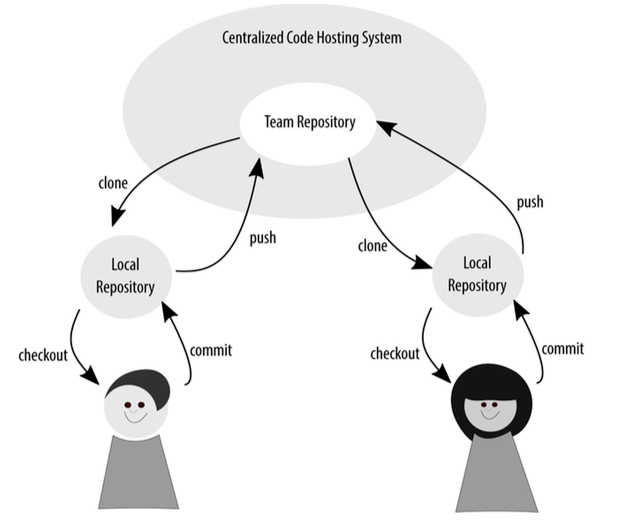 Centralized Code Hosting System
Team Repository
clone
push
clone
push
Local
Repository
Local
Repository
checkout
commit
checkout
commit